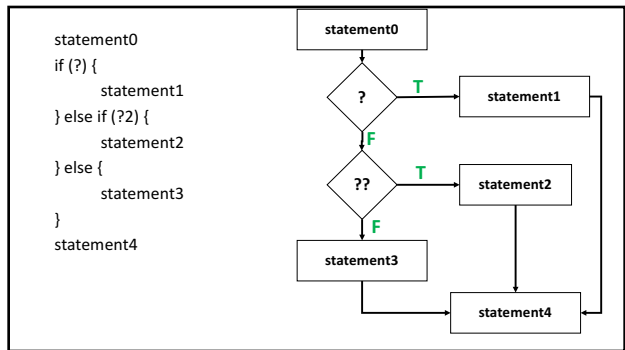 statement0
if (?) {
statement1
} else if (?2) {
statement2
} else {
statement3
}
statement4
statement0
?
T
statement1
F
??
T
statement2
F
statement3
statement4